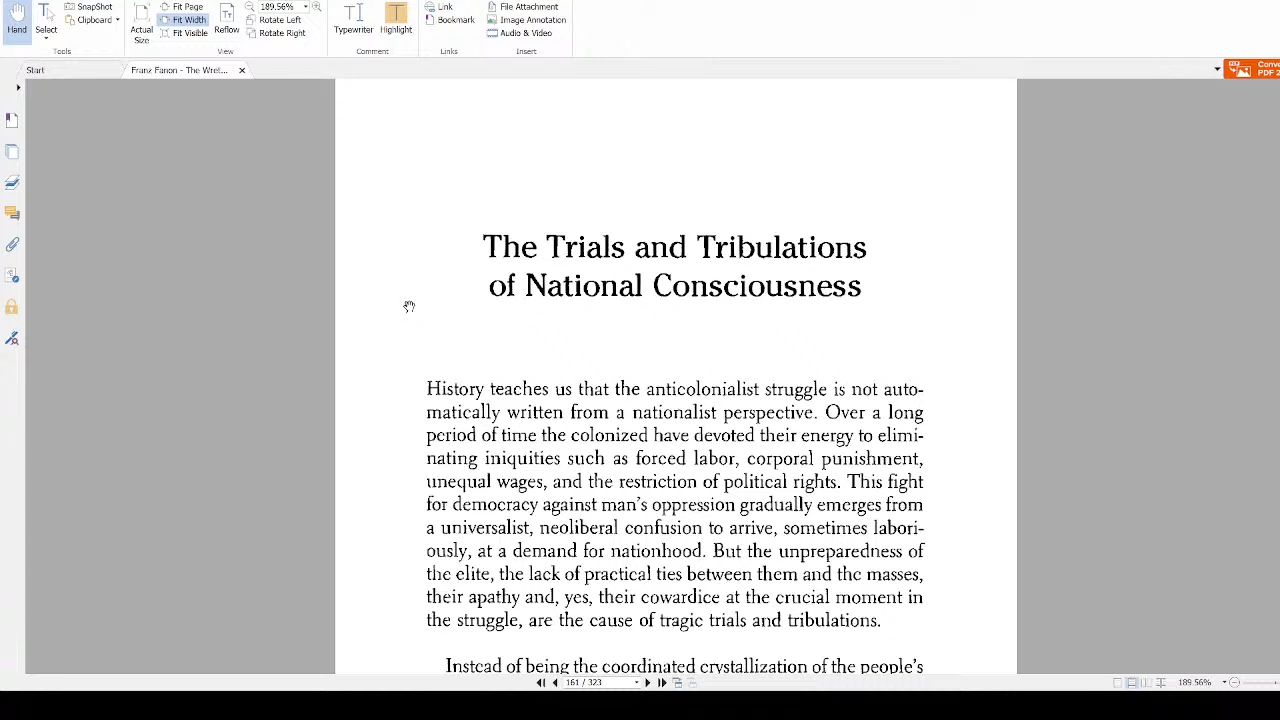 SnapShot
Clipboard
Hand
Select
Tools
Fit Page
Fit Width
Fit Visible
Actual
Size
Reflow
189.56%
Rotate Left
Rotate Right
View
Typewriter
Highlight
Comment
Link
Bookmark
Links
File Attachment
Image Annotation
Audio & Video
Insert
Start
Franz Fanon - The Wret...
Conve
PDF 2
The Trials and Tribulations
of National Consciousness
History teaches us that the anticolonialist struggle is not auto-
matically written from a nationalist perspective. Over a long
period of time the colonized have devoted their energy to elimi-
nating iniquities such as forced labor, corporal punishment,
unequal wages, and the restriction of political rights. This fight
for democracy against man's oppression gradually emerges from
a universalist, neoliberal confusion to arrive, sometimes labori-
ously, at a demand for nationhood. But the unpreparedness of
the elite, the lack of practical ties between them and the masses,
their apathy and, yes, their cowardice at the crucial moment in
the struggle, are the cause of tragic trials and tribulations.
Instead of being the coordinated crystallization of the people's
161 / 323
189.56%